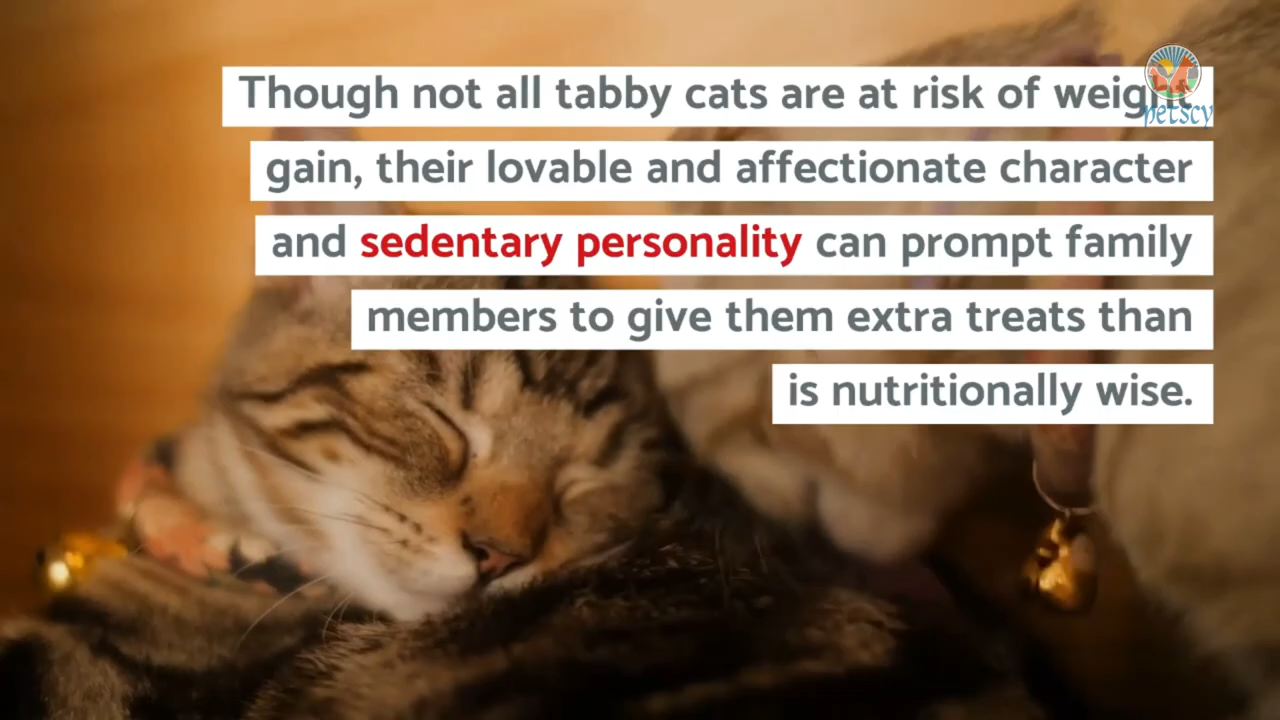 Though not all tabby cats are at risk of weight
gain, their lovable and affectionate character
and sedentary personality can prompt family
members to give them extra treats than
is nutritionally wise.
petscy